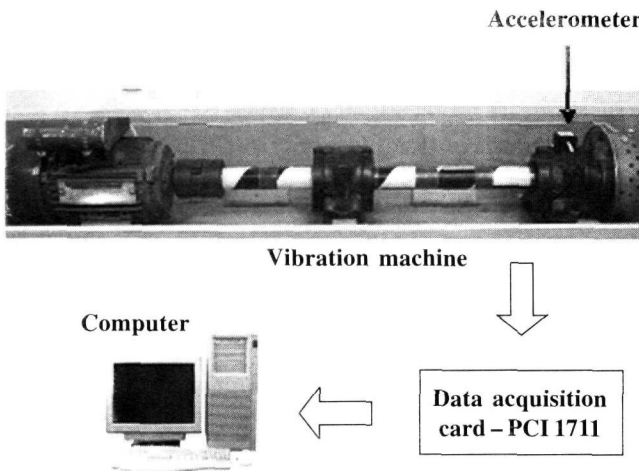 Accelerometer
Vibration machine
Computer
Data acquisition
card – PCI 1711